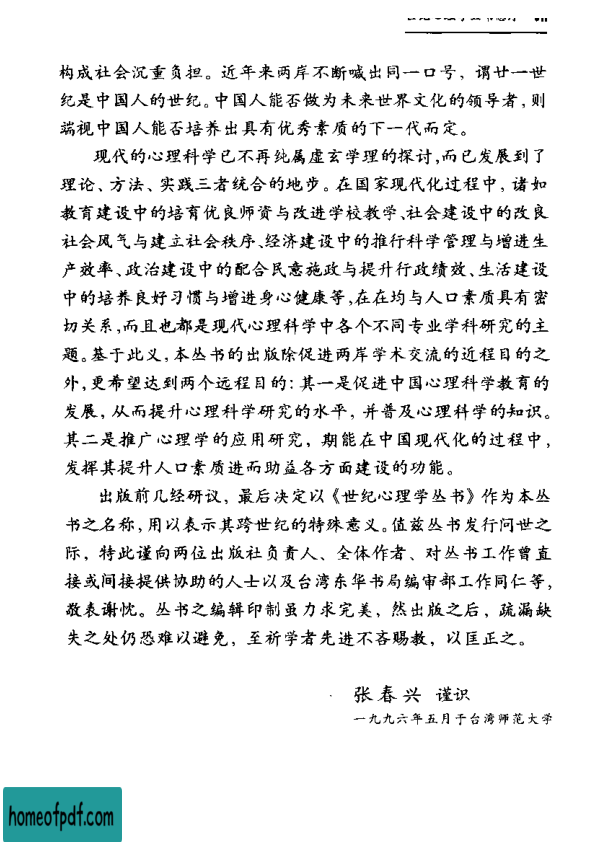 构成社会沉重负担。近年来两岸不断喊出同一口号，谓廿一世
纪是中国人的世纪。中国人能否做为未来世界文化的领导者，则
端视中国人能否培养出具有优秀素质的下一代而定。
现代的心理科学已不再纯属虚玄学理的探讨，而已发展到了
理论、方法、实践三者统合的地步。在国家现代化过程中，诸如
教育建设中的培育优良师资与改进学校教学、社会建设中的改良
社会风气与建立社会秩序、经济建设中的推行科学管理与增进生
产效率、政治建设中的配合民意施政与提升行政绩效、生活建设
中的培养良好习惯与增进身心健康等，在在均与人口素质具有密
切关系，而且也都是现代心理科学中各个不同专业学科研究的主
题。基于此义，本丛书的出版除促进两岸学术交流的近程目的之
外，更希望达到两个远程目的：其一是促进中国心理科学教育的
发展，从而提升心理科学研究的水平，并普及心理科学的知识。
其二是推广心理学的应用研究，期能在中国现代化的过程中，
发挥其提升人口素质进而助益各方面建设的功能。
出版前几经研议，最后决定以《世纪心理学丛书》作为本丛
书之名称，用以表示其跨世纪的特殊意义。值兹丛书发行问世之
际，特此谨向两位出版社负责人、全体作者、对丛书工作曾直
接或间接提供协助的人士以及台湾东华书局编审部工作同仁等，
敬表谢忱。丛书之编辑印制虽力求完美，然出版之后，疏漏缺
失之处仍恐难以避免，至祈学者先进不吝赐教，以匡正之。
张春兴 谨识
一九九六年五月于台湾师范大学
homeofpdf.com